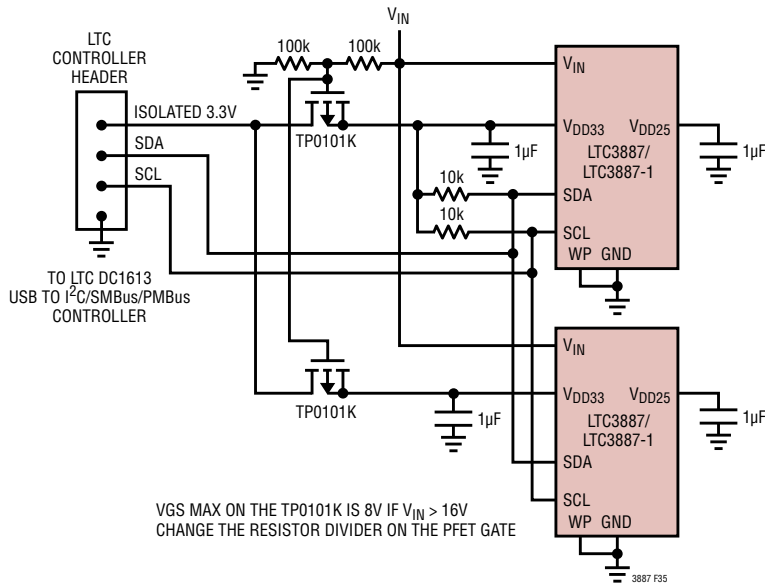 V_IN
LTC
CONTROLLER
HEADER
100k
100k
ISOLATED 3.3V
SDA
SCL
TP0101K
V_IN
V_DD33
V_DD25
1µF
LTC3887/
LTC3887-1
1µF
10k
SDA
10k
SCL
WP GND
TO LTC DC1613
USB TO I²C/SMBus/PMBus
CONTROLLER
V_IN
TP0101K
V_DD33
V_DD25
1µF
LTC3887/
LTC3887-1
1µF
SDA
SCL
WP GND
VGS MAX ON THE TP0101K IS 8V IF V_IN > 16V
CHANGE THE RESISTOR DIVIDER ON THE PFET GATE
3887 F35